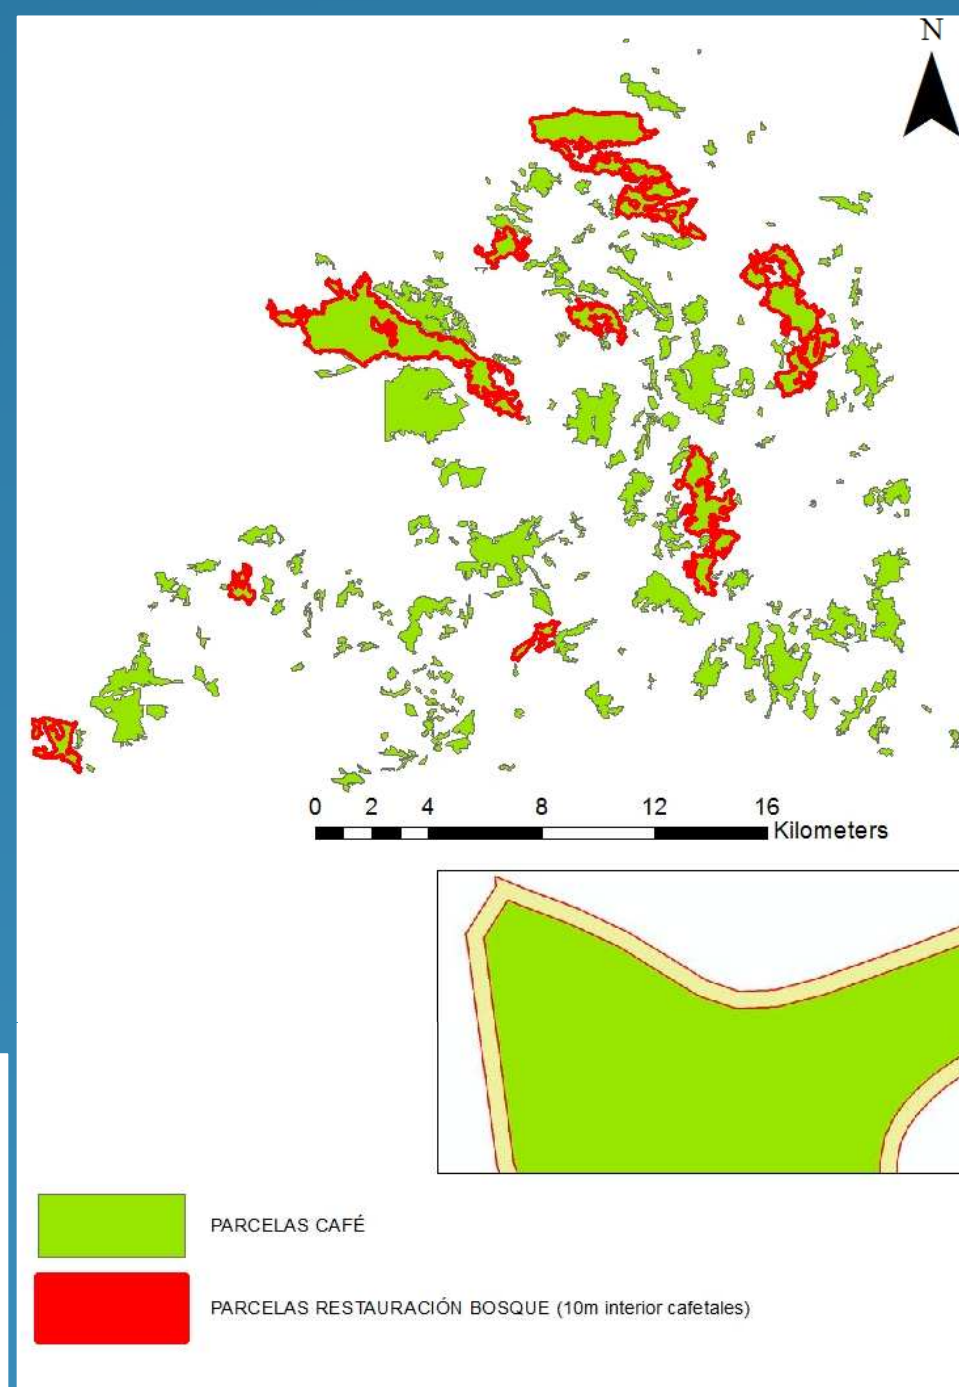 N
0 2 4 8 12 16
Kilometers
PARCELAS CAFÉ
PARCELAS RESTAURACIÓN BOSQUE (10m interior cafetales)